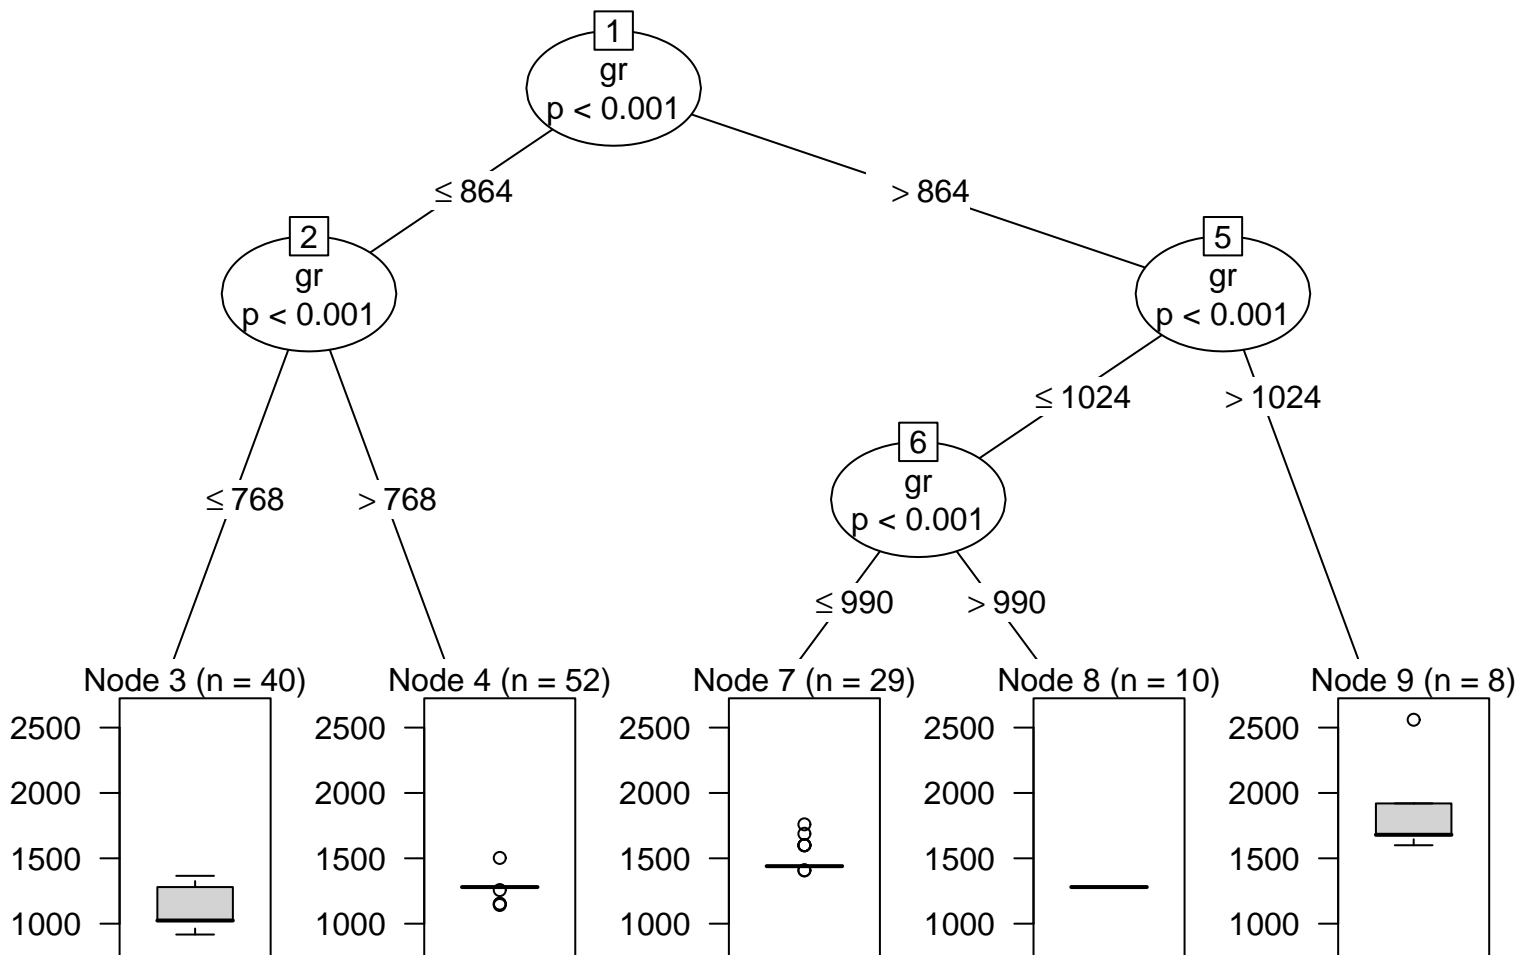 1
gr
p < 0.001
≤ 864
> 864
2
gr
p < 0.001
5
gr
p < 0.001
≤ 1024
> 1024
6
gr
p < 0.001
≤ 768
> 768
≤ 990
> 990
Node 3 (n = 40)
Node 4 (n = 52)
Node 7 (n = 29)
Node 8 (n = 10)
Node 9 (n = 8)
2500
2000
1500
1000
2500
2000
1500
1000
2500
2000
1500
1000
2500
2000
1500
1000
2500
2000
1500
1000